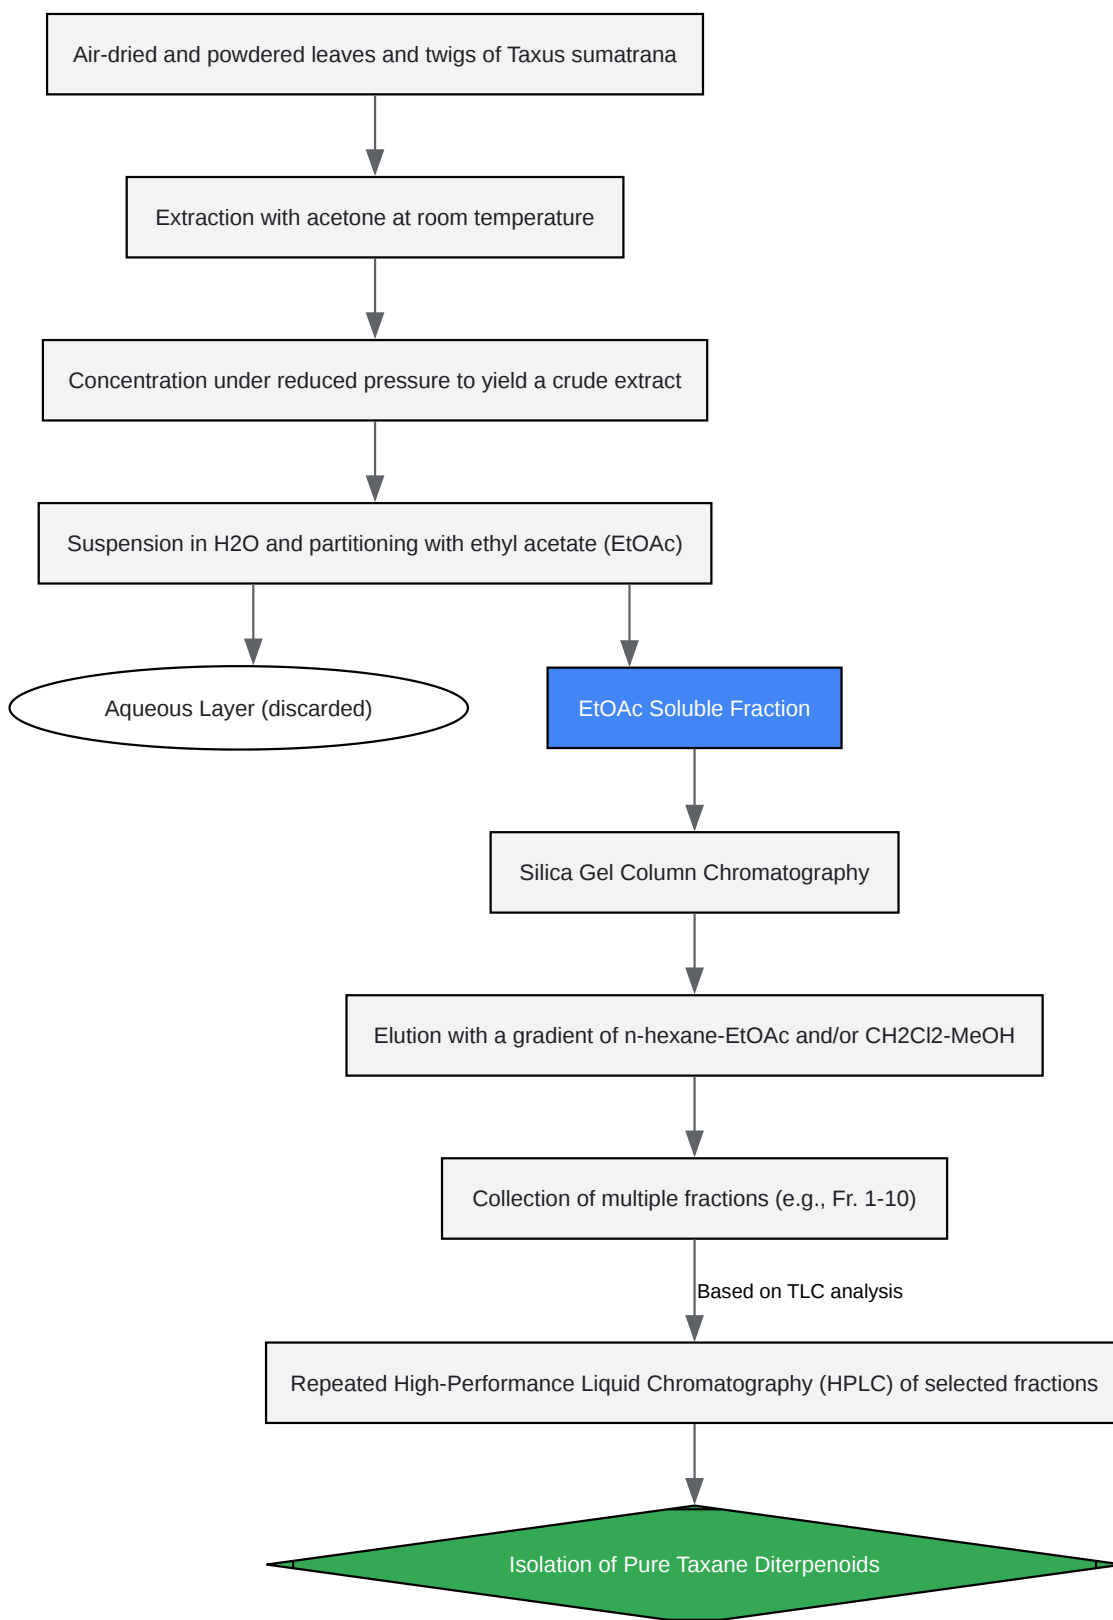 Air-dried and powdered leaves and twigs of Taxus sumatrana
Extraction with acetone at room temperature
Concentration under reduced pressure to yield a crude extract
Suspension in H2O and partitioning with ethyl acetate (EtOAc)
Aqueous Layer (discarded)
EtOAc Soluble Fraction
Silica Gel Column Chromatography
Elution with a gradient of n-hexane-EtOAc and/or CH2Cl2-MeOH
Collection of multiple fractions (e.g., Fr. 1-10)
Based on TLC analysis
Repeated High-Performance Liquid Chromatography (HPLC) of selected fractions
Isolation of Pure Taxane Diterpenoids